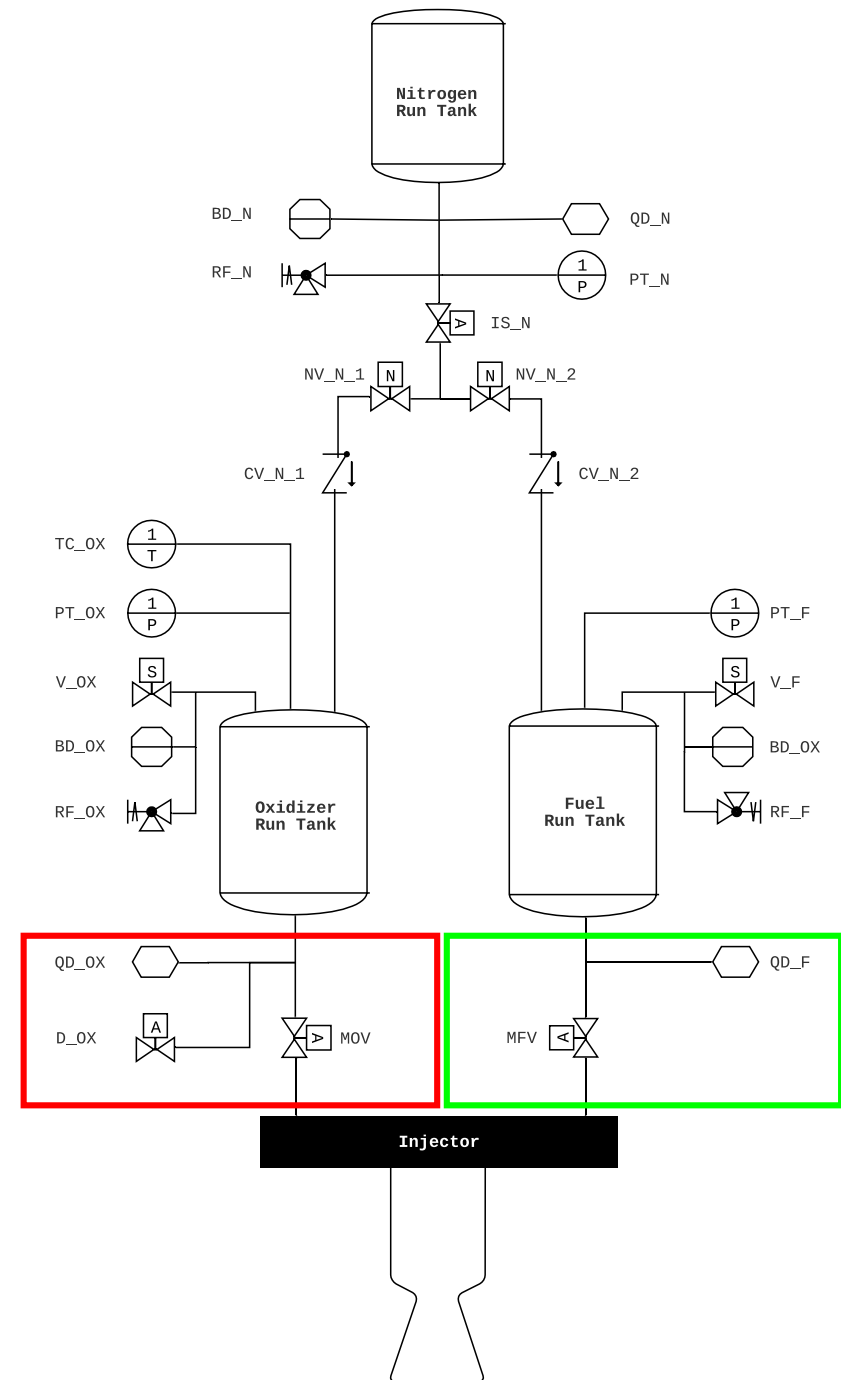 Nitrogen
Run Tank
BD_N
QD_N
RF_N
1
P
PT_N
A
IS_N
NV_N_1
N
N
NV_N_2
CV_N_1
CV_N_2
TC_OX
1
T
PT_OX
1
P
1
P
PT_F
V_OX
S
S
V_F
BD_OX
BD_OX
RF_OX
Oxidizer
Run Tank
Fuel
Run Tank
RF_F
QD_OX
QD_F
D_OX
A
A
MOV
MFV
A
Injector